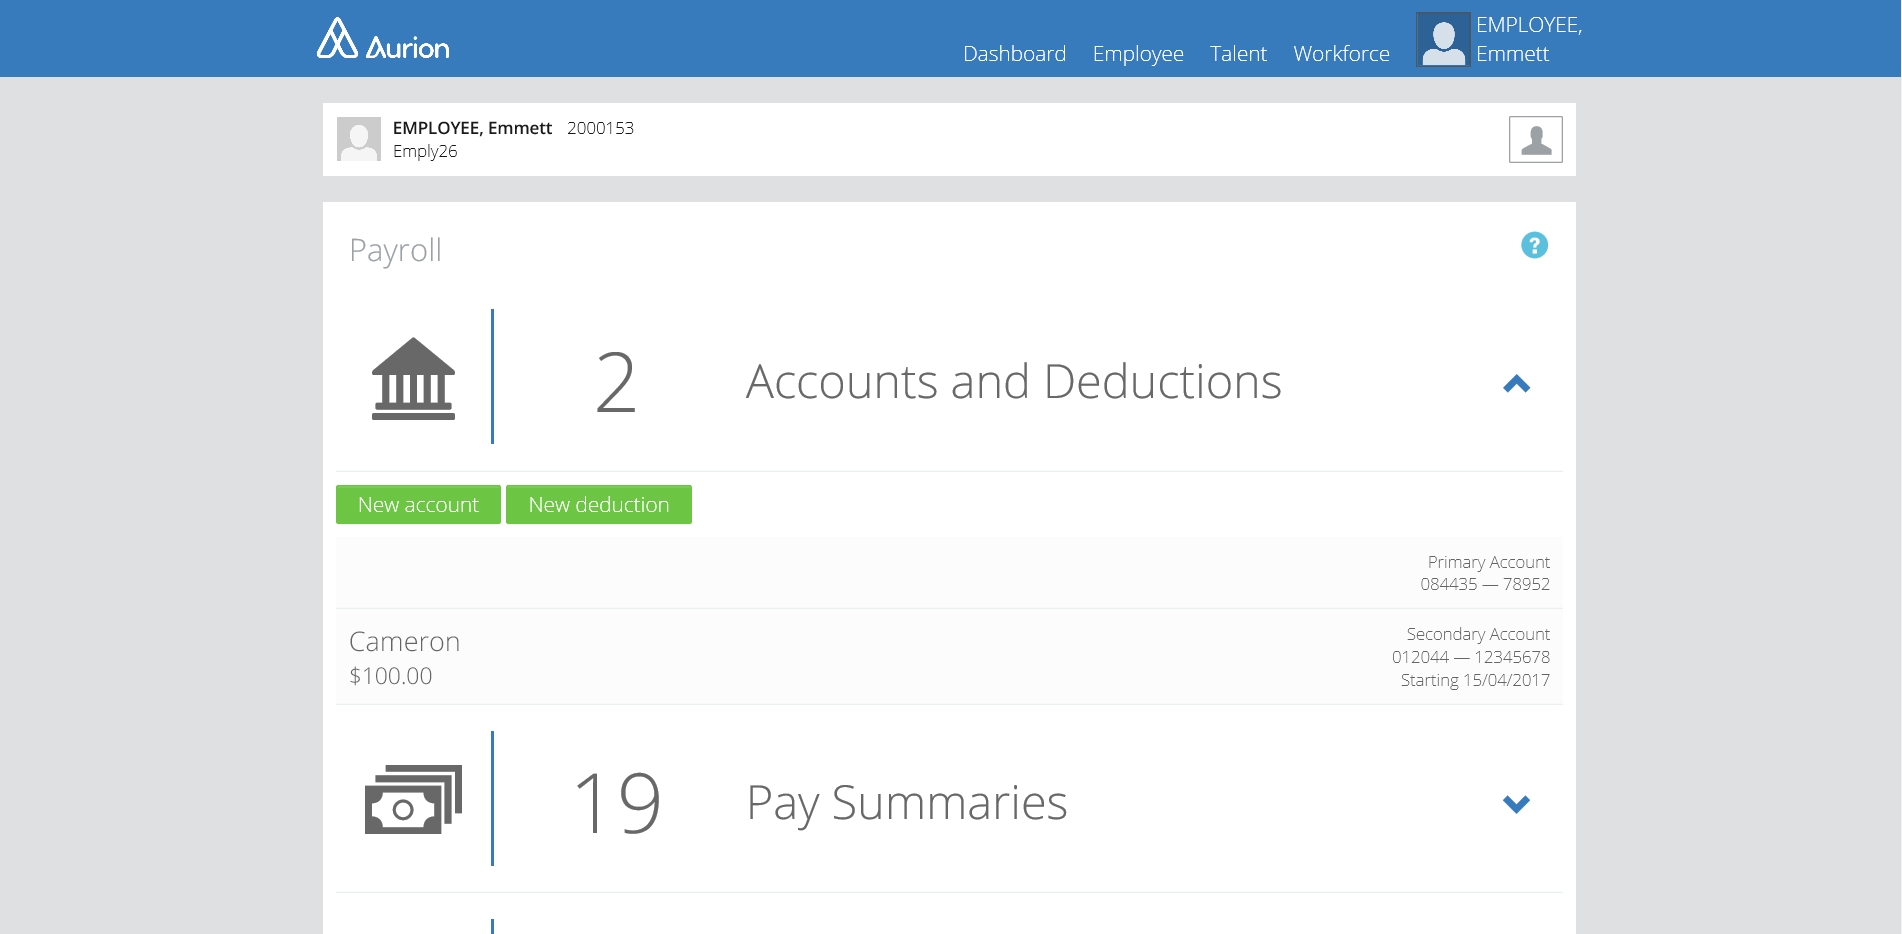 Aurion
Dashboard Employee Talent Workforce
EMPLOYEE,
Emmett
EMPLOYEE, Emmett 2000153
Emply26
Payroll
?
2 Accounts and Deductions
New account New deduction
Primary Account
084435 — 78952
Cameron
$100.00
Secondary Account
012044 — 12345678
Starting 15/04/2017
19 Pay Summaries